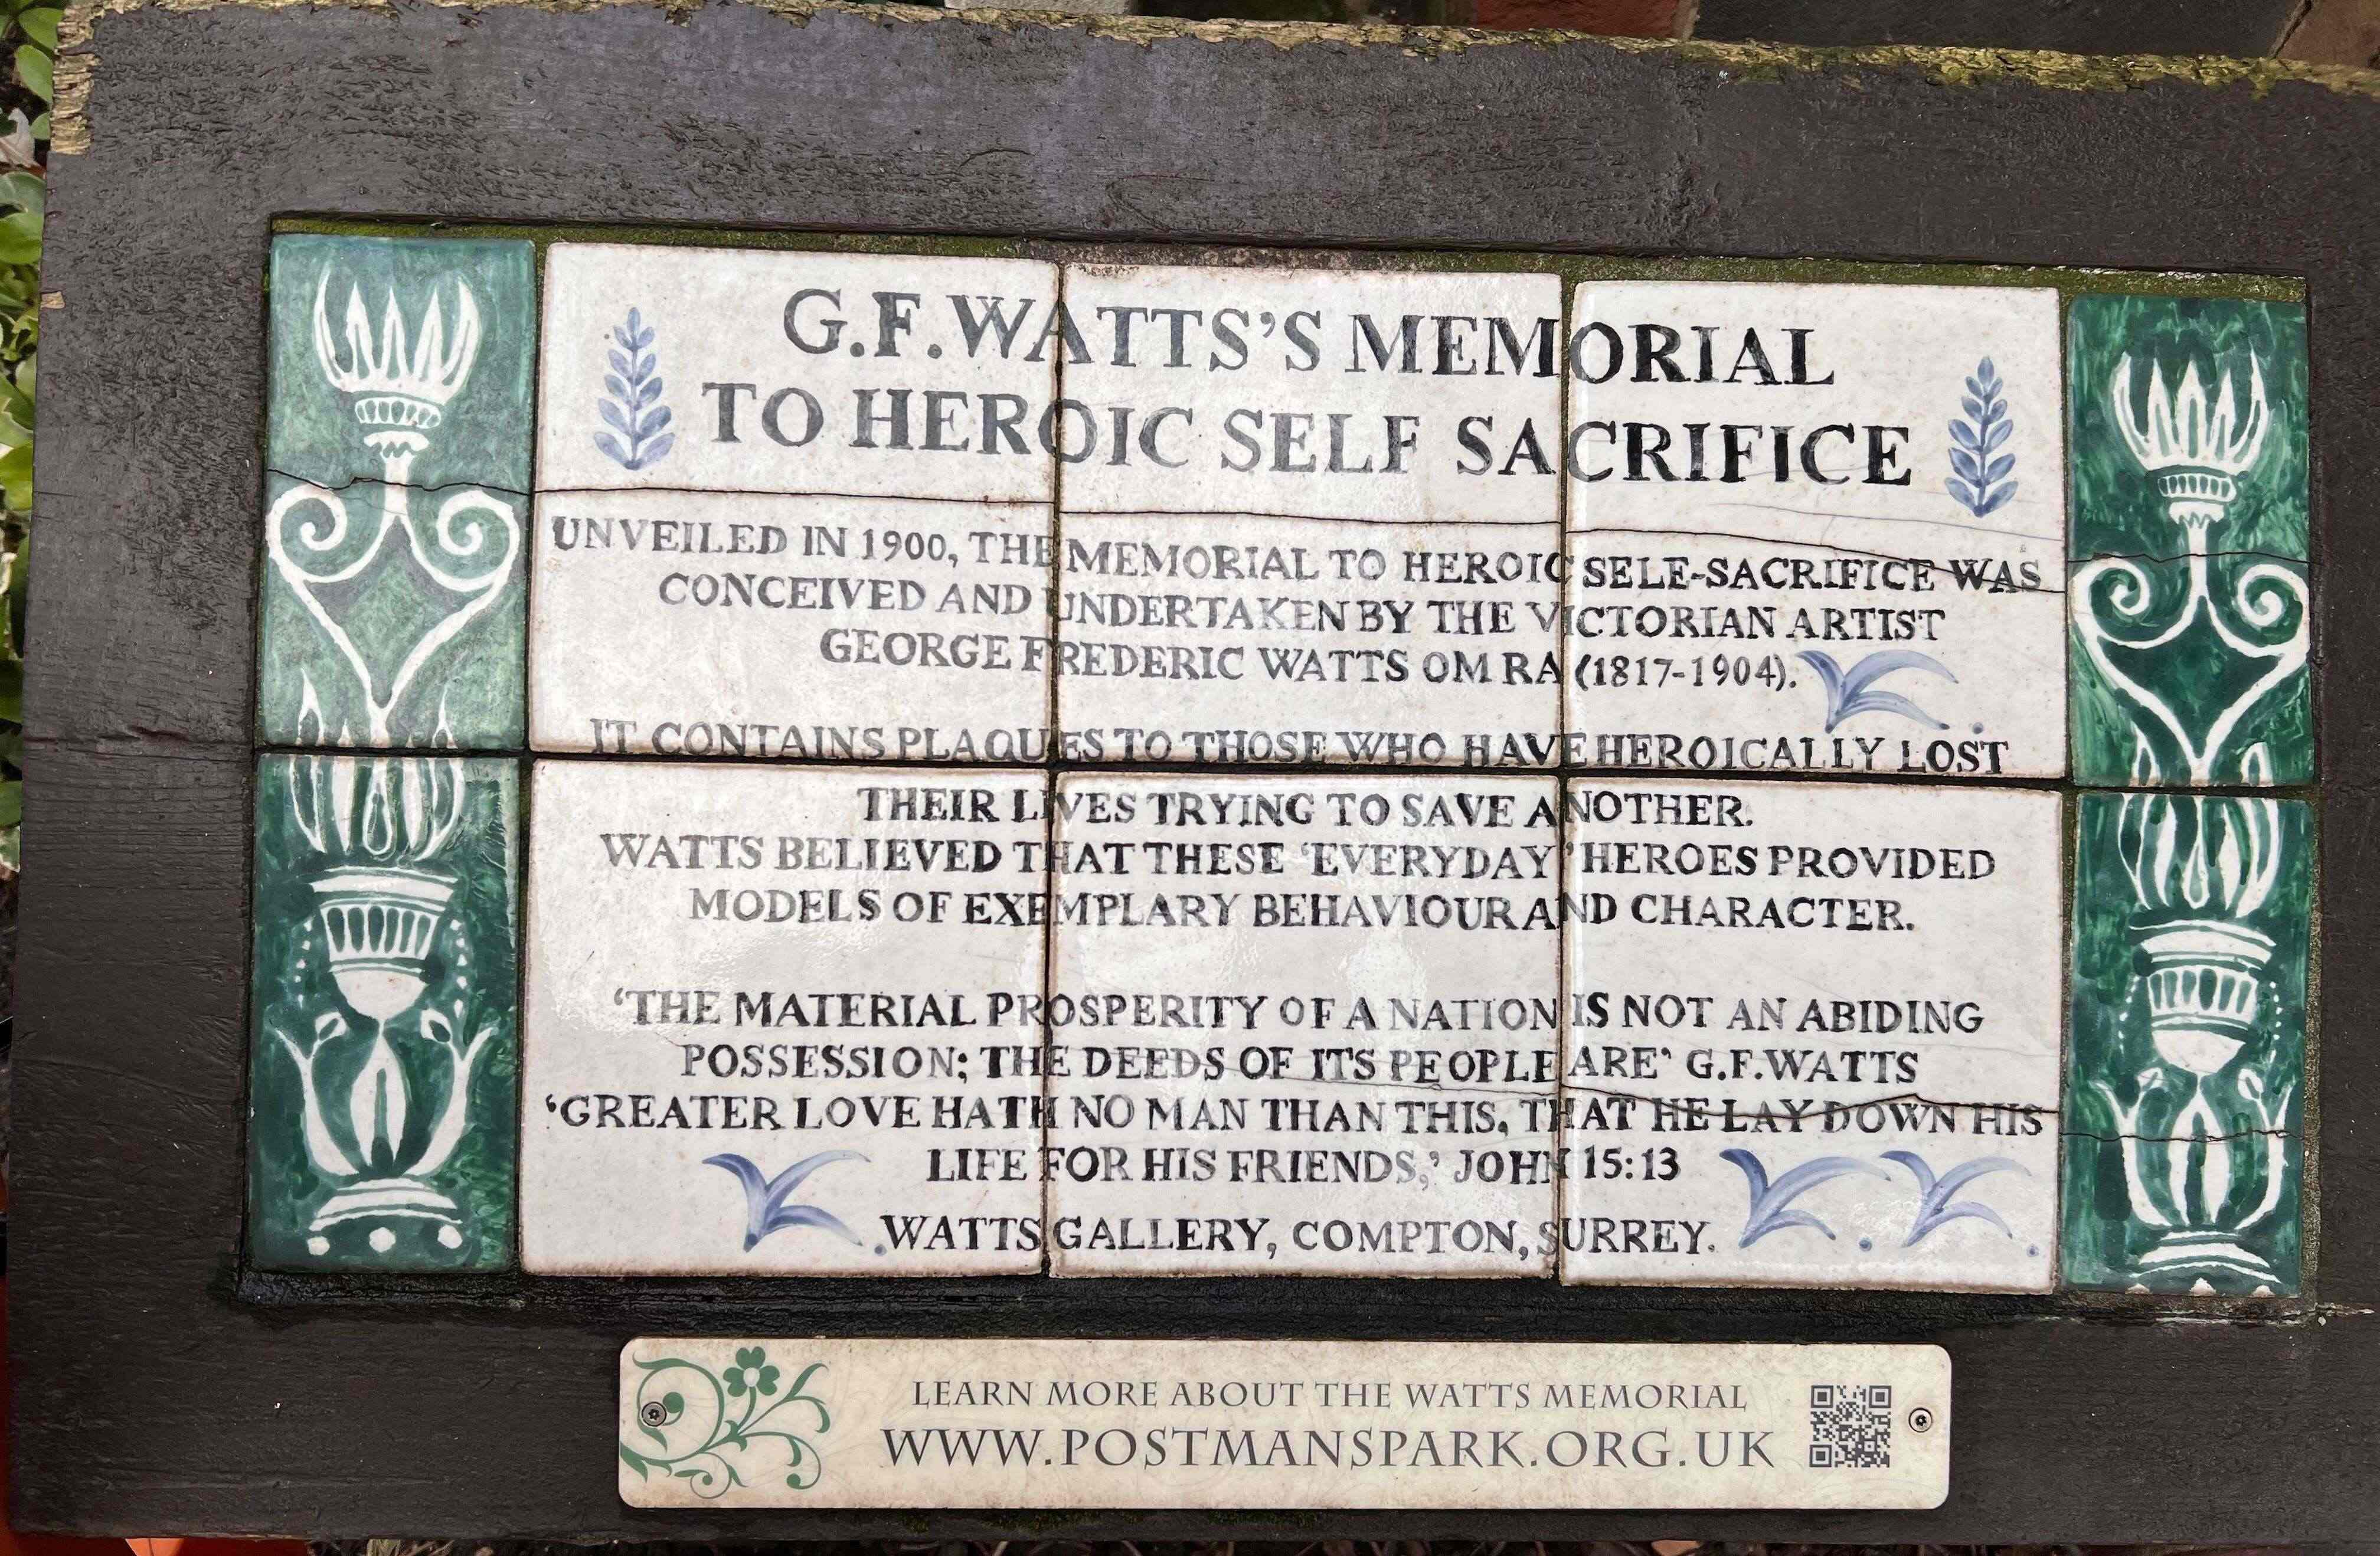 G.F.WATTS'S MEMORIAL
TO HEROIC SELF SACRIFICE
UNVEILED IN 1900, THE MEMORIAL TO HEROIC SELF-SACRIFICE WAS
CONCEIVED AND UNDERTAKEN BY THE VICTORIAN ARTIST
GEORGE FREDERIC WATTS OM RA (1817-1904).
IT CONTAINS PLAQUES TO THOSE WHO HAVE HEROICALLY LOST
THEIR LIVES TRYING TO SAVE ANOTHER.
WATTS BELIEVED THAT THESE 'EVERYDAY' HEROES PROVIDED
MODELS OF EXEMPLARY BEHAVIOUR AND CHARACTER.
'THE MATERIAL PROSPERITY OF A NATION IS NOT AN ABIDING
POSSESSION; THE DEEDS OF ITS PEOPLE ARE' G.F.WATTS
'GREATER LOVE HATH NO MAN THAN THIS, THAT HE LAY DOWN HIS
LIFE FOR HIS FRIENDS,' JOHN 15:13
WATTS GALLERY, COMPTON, SURREY.
LEARN MORE ABOUT THE WATTS MEMORIAL
WWW.POSTMANSPARK.ORG.UK